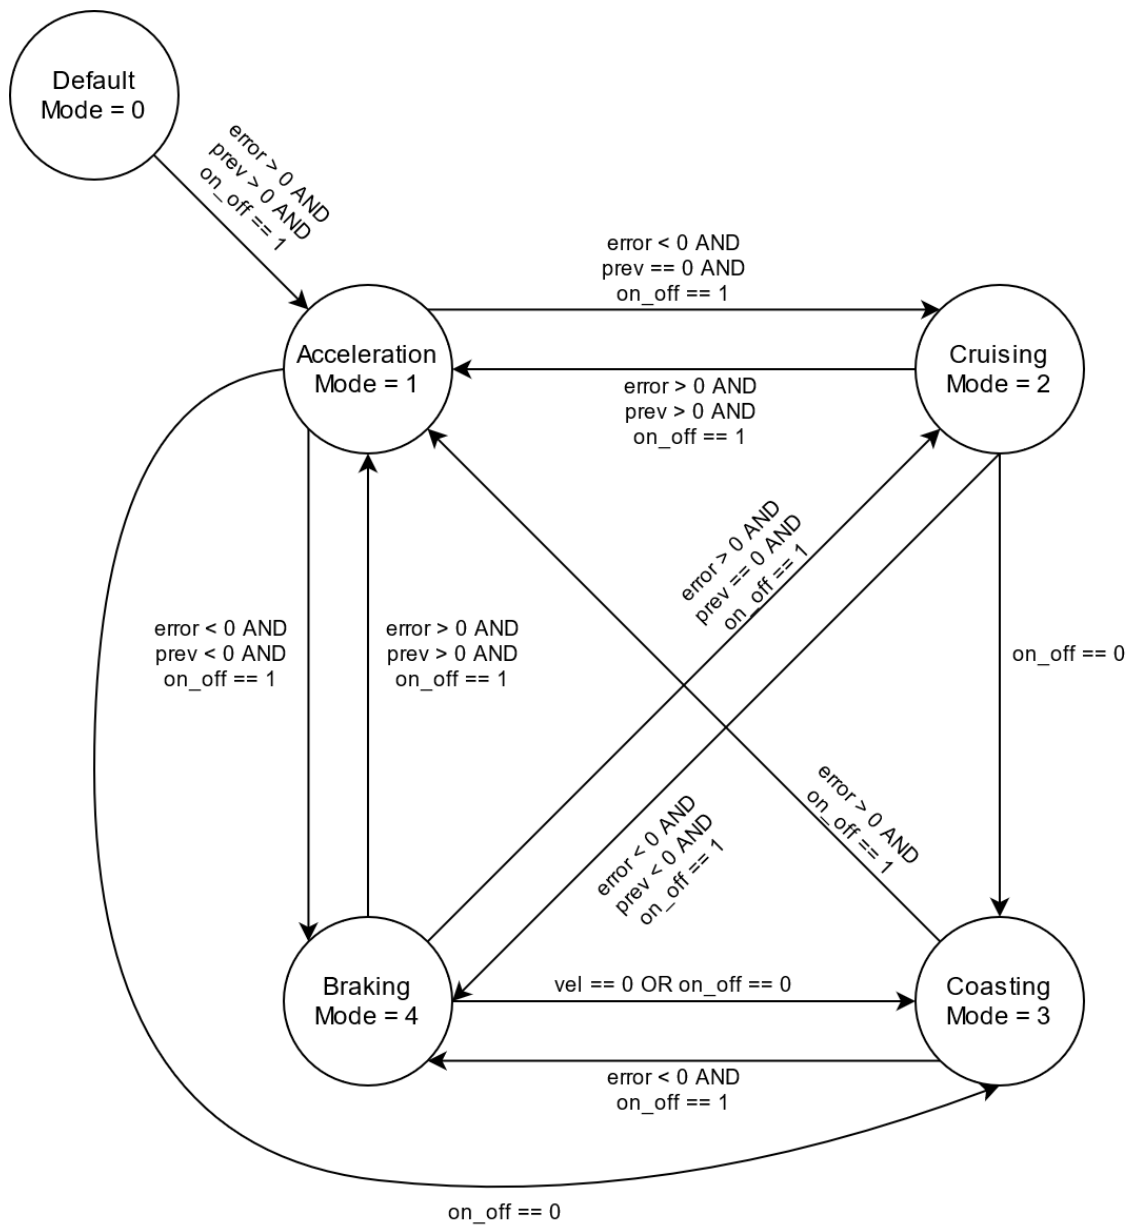 Default
Mode = 0
error > 0 AND
prev > 0 AND
on_off == 1
error < 0 AND
prev == 0 AND
on_off == 1
Acceleration
Mode = 1
Cruising
Mode = 2
error > 0 AND
prev > 0 AND
on_off == 1
error > 0 AND
prev == 0 AND
on_off == 1
error < 0 AND
prev < 0 AND
on_off == 1
error > 0 AND
prev > 0 AND
on_off == 1
on_off == 0
error > 0 AND
on_off == 1
error < 0 AND
prev < 0 AND
on_off == 1
Braking
Mode = 4
vel == 0 OR on_off == 0
Coasting
Mode = 3
error < 0 AND
on_off == 1
on_off == 0